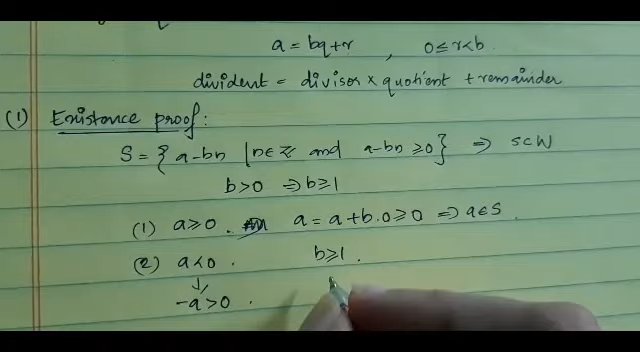 a = bq+r , 0≤r<b.
divident = divisor × quotient + remainder
(1) Existance proof:
S = { a-bn | n∈ℤ and a-bn ≥0} ⇒ S⊂W
b>0 ⇒ b≥1
(1) a≥0. a = a+b.0≥0 ⇒ a∈S.
(2) a<0. b≥1.
↓
-a>0.